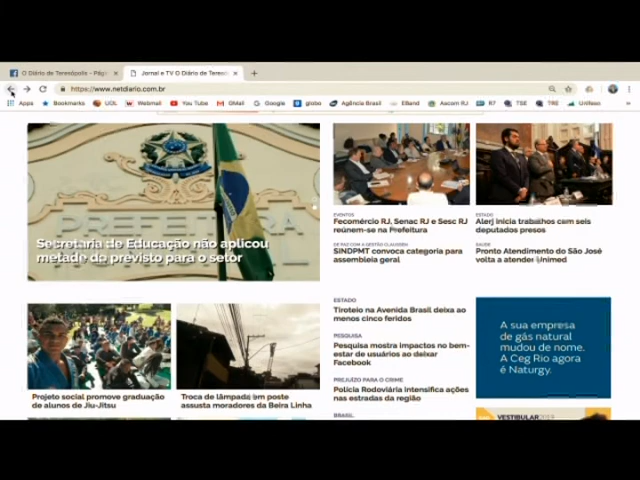 O Diário de Teresópolis - Pági
Jornal e TV O Diário de Teresó
https://www.netdiario.com.br
Apps
Bookmarks
UOL
Webmail
You Tube
GMail
Google
globo
Agência Brasil
EBand
Ascom RJ
R7
TSE
TRE
Unifeso
PREFEITURA
Secretaria de Educação não aplicou
metade do previsto para o setor
EVENTOS
Fecomércio RJ, Senac RJ e Sesc RJ
reúnem-se na Prefeitura
ESTADO
Alerj inicia trabalhos com seis
deputados presos
SINDPMT convoca categoria para
assembleia geral
SAÚDE
Pronto Atendimento do São José
volta a atender Unimed
ESTADO
Tiroteio na Avenida Brasil deixa ao
menos cinco feridos
PESQUISA
Pesquisa mostra impactos no bem-
estar de usuários ao deixar
Facebook
PREJUÍZO PARA O CRIME
Polícia Rodoviária intensifica ações
nas estradas da região
BRASIL
A sua empresa
de gás natural
mudou de nome.
A Ceg Rio agora
é Naturgy.
Projeto social promove graduação
de alunos de Jiu-Jitsu
Troca de lâmpada em poste
assusta moradores da Beira Linha
VESTIBULAR2019